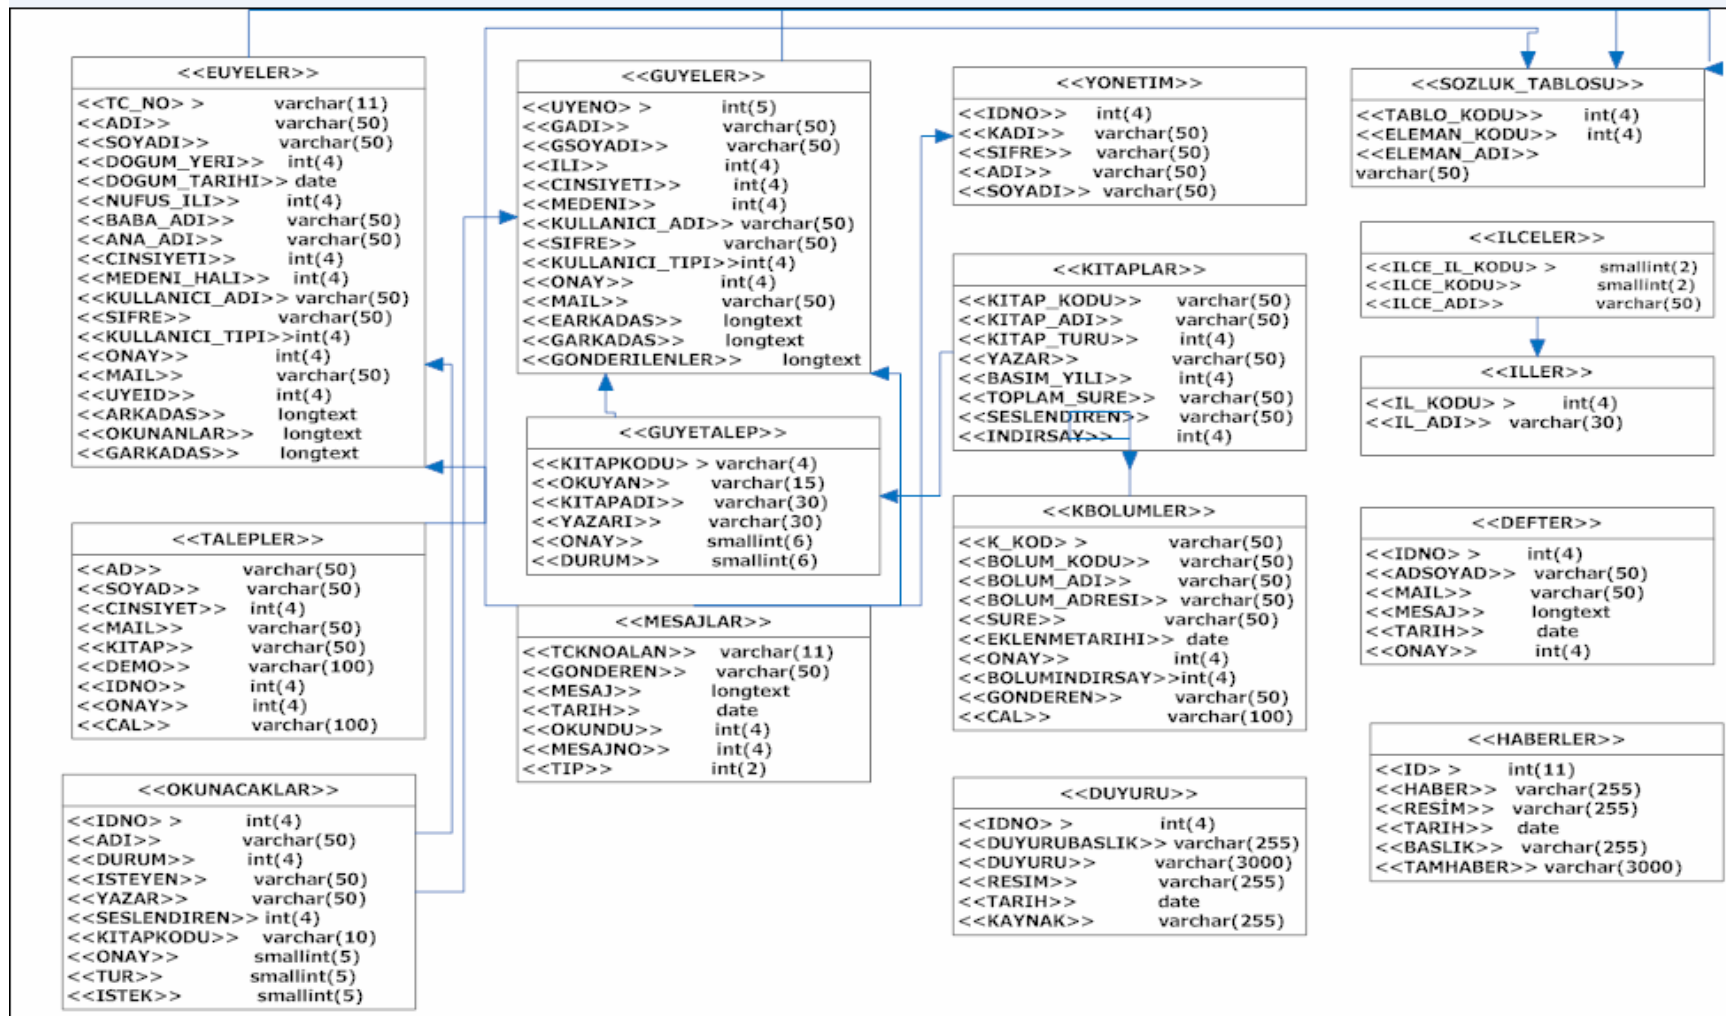 <<EUYELER>>
<<TC_NO> > varchar(11)
<<ADI>> varchar(50)
<<SOYADI>> varchar(50)
<<DOGUM_YERI>> int(4)
<<DOGUM_TARIHI>> date
<<NUFUS_ILI>> int(4)
<<BABA_ADI>> varchar(50)
<<ANA_ADI>> varchar(50)
<<CINSIYETI>> int(4)
<<MEDENI_HALI>> int(4)
<<KULLANICI_ADI>> varchar(50)
<<SIFRE>> varchar(50)
<<KULLANICI_TIPI>>int(4)
<<ONAY>> int(4)
<<MAIL>> varchar(50)
<<UYEID>> int(4)
<<ARKADAS>> longtext
<<OKUNANLAR>> longtext
<<GARKADAS>> longtext
<<TALEPLER>>
<<AD>> varchar(50)
<<SOYAD>> varchar(50)
<<CINSIYET>> int(4)
<<MAIL>> varchar(50)
<<KITAP>> varchar(50)
<<DEMO>> varchar(100)
<<IDNO>> int(4)
<<ONAY>> int(4)
<<CAL>> varchar(100)
<<OKUNACAKLAR>>
<<IDNO> > int(4)
<<ADI>> varchar(50)
<<DURUM>> int(4)
<<ISTEYEN>> varchar(50)
<<YAZAR>> varchar(50)
<<SESLENDIREN>> int(4)
<<KITAPKODU>> varchar(10)
<<ONAY>> smallint(5)
<<TUR>> smallint(5)
<<ISTEK>> smallint(5)
<<GUYELER>>
<<UYENO> > int(5)
<<GADI>> varchar(50)
<<GSOYADI>> varchar(50)
<<ILI>> int(4)
<<CINSIYETI>> int(4)
<<MEDENI>> int(4)
<<KULLANICI_ADI>> varchar(50)
<<SIFRE>> varchar(50)
<<KULLANICI_TIPI>>int(4)
<<ONAY>> int(4)
<<MAIL>> varchar(50)
<<EARKADAS>> longtext
<<GARKADAS>> longtext
<<GONDERILENLER>> longtext
<<GUYETALEP>>
<<KITAPKODU> > varchar(4)
<<OKUYAN>> varchar(15)
<<KITAPADI>> varchar(30)
<<YAZARI>> varchar(30)
<<ONAY>> smallint(6)
<<DURUM>> smallint(6)
<<MESAJLAR>>
<<TCKNOALAN>> varchar(11)
<<GONDEREN>> varchar(50)
<<MESAJ>> longtext
<<TARIH>> date
<<OKUNDU>> int(4)
<<MESAJNO>> int(4)
<<TIP>> int(2)
<<YONETIM>>
<<IDNO>> int(4)
<<KADI>> varchar(50)
<<SIFRE>> varchar(50)
<<ADI>> varchar(50)
<<SOYADI>> varchar(50)
<<KITAPLAR>>
<<KITAP_KODU>> varchar(50)
<<KITAP_ADI>> varchar(50)
<<KITAP_TURU>> int(4)
<<YAZAR>> varchar(50)
<<BASIM_YILI>> int(4)
<<TOPLAM_SURE>> varchar(50)
<<SESLENDIREN>> varchar(50)
<<INDIRSAY>> int(4)
<<KBOLUMLER>>
<<K_KOD> > varchar(50)
<<BOLUM_KODU>> varchar(50)
<<BOLUM_ADI>> varchar(50)
<<BOLUM_ADRESI>> varchar(50)
<<SURE>> varchar(50)
<<EKLENMETARIHI>> date
<<ONAY>> int(4)
<<BOLUMINDIRSAY>>int(4)
<<GONDEREN>> varchar(50)
<<CAL>> varchar(100)
<<DUYURU>>
<<IDNO> > int(4)
<<DUYURUBASLIK>> varchar(255)
<<DUYURU>> varchar(3000)
<<RESIM>> varchar(255)
<<TARIH>> date
<<KAYNAK>> varchar(255)
<<SOZLUK_TABLOSU>>
<<TABLO_KODU>> int(4)
<<ELEMAN_KODU>> int(4)
<<ELEMAN_ADI>>
varchar(50)
<<ILCELER>>
<<ILCE_IL_KODU> > smallint(2)
<<ILCE_KODU>> smallint(2)
<<ILCE_ADI>> varchar(50)
<<ILLER>>
<<IL_KODU> > int(4)
<<IL_ADI>> varchar(30)
<<DEFTER>>
<<IDNO> > int(4)
<<ADSOYAD>> varchar(50)
<<MAIL>> varchar(50)
<<MESAJ>> longtext
<<TARIH>> date
<<ONAY>> int(4)
<<HABERLER>>
<<ID> > int(11)
<<HABER>> varchar(255)
<<RESİM>> varchar(255)
<<TARIH>> date
<<BASLIK>> varchar(255)
<<TAMHABER>> varchar(3000)